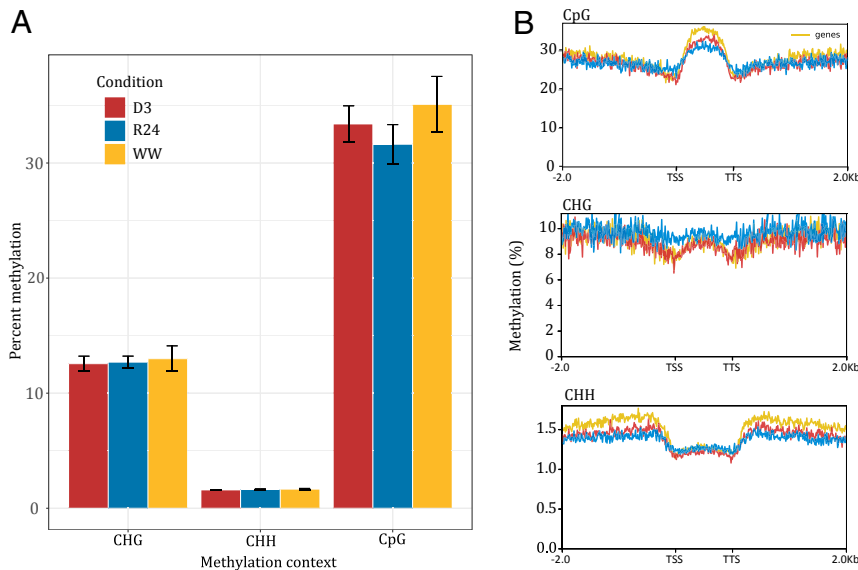 A
Condition
D3
R24
WW
Percent methylation
30
20
10
0
CHG
CHH
CpG
Methylation context
B
CpG
genes
30
20
10
0
-2.0
TSS
TTS
2.0Kb
CHG
Methylation (%)
10
8
6
4
2
0
-2.0
TSS
TTS
2.0Kb
CHH
1.5
1.0
0.5
0.0
-2.0
TSS
TTS
2.0Kb